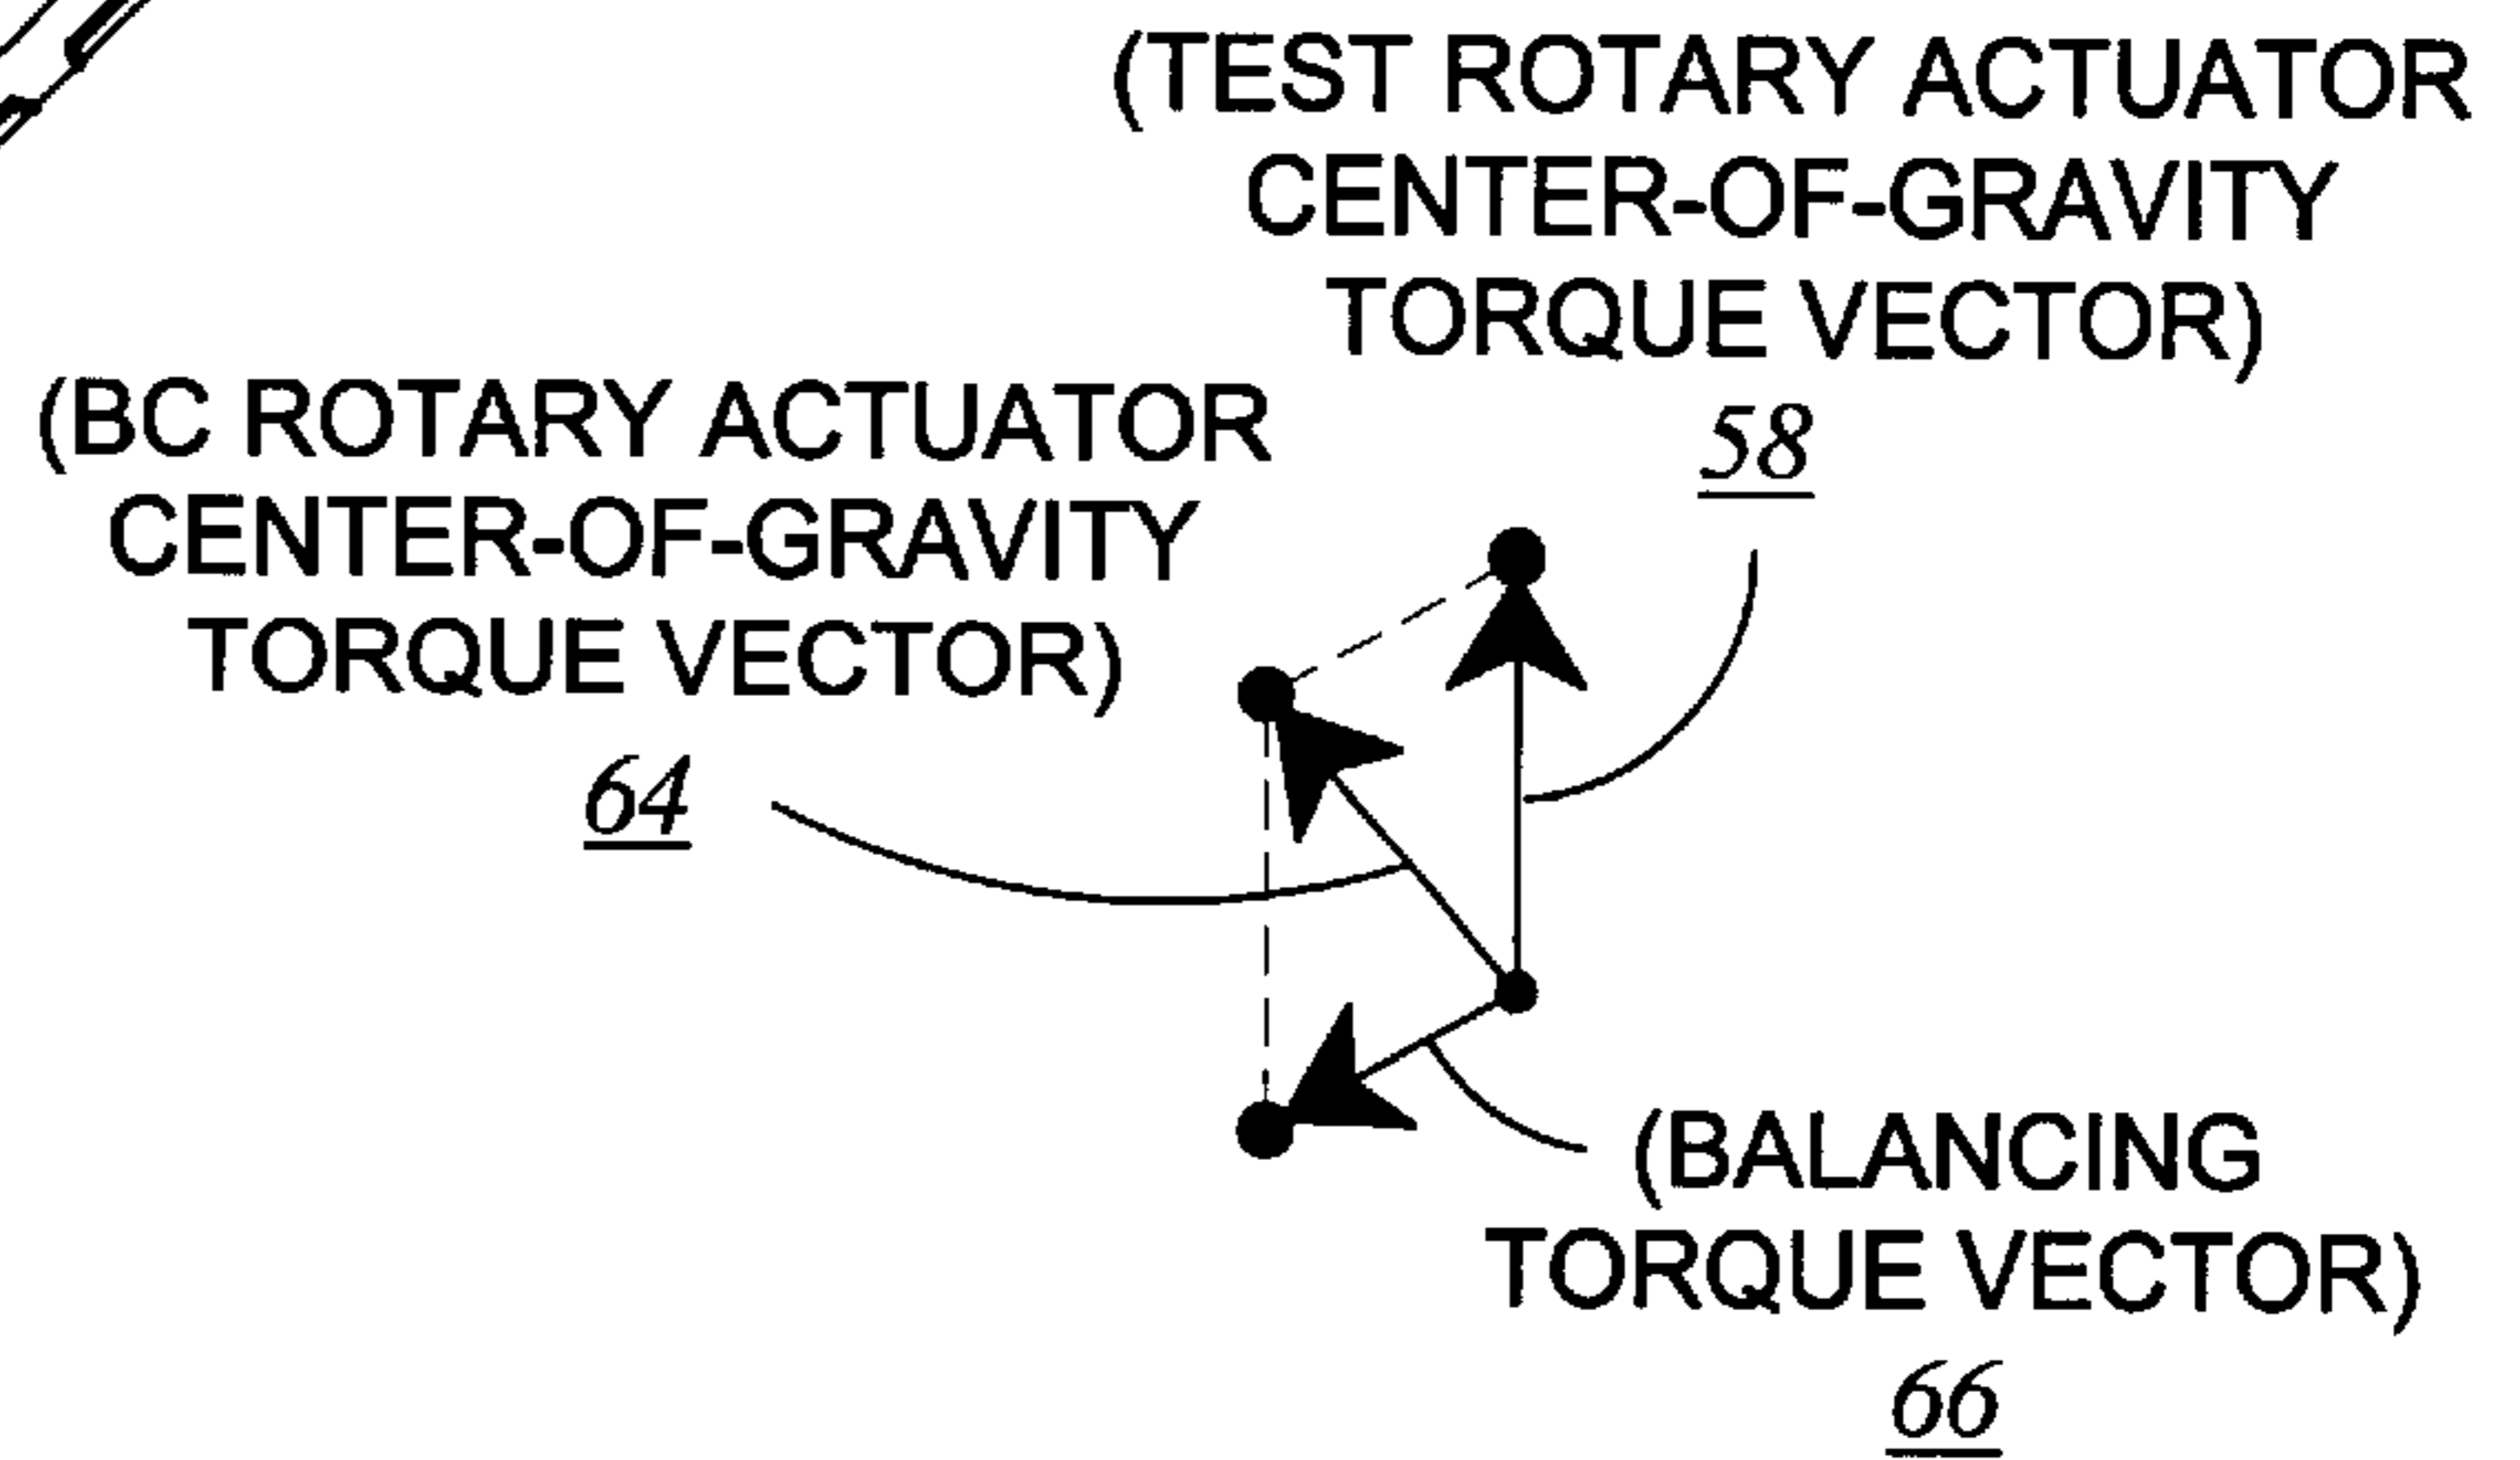 (TEST ROTARY ACTUATOR
CENTER-OF-GRAVITY
TORQUE VECTOR)
58
(BC ROTARY ACTUATOR
CENTER-OF-GRAVITY
TORQUE VECTOR)
64
(BALANCING
TORQUE VECTOR)
66